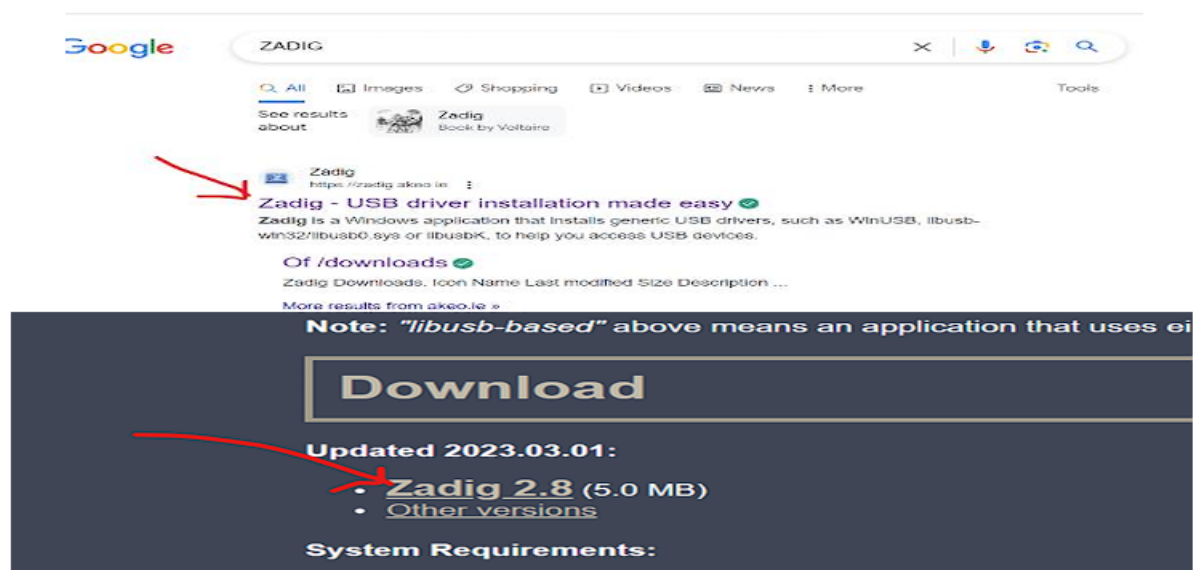 Google
ZADIG
All Images Shopping Videos News More Tools
See results about
Zadig
Book by Voltaire
Zadig
https://zadig.akeo.ie
Zadig - USB driver installation made easy
Zadig is a Windows application that installs generic USB drivers, such as WinUSB, libusb-
win32/libusb0.sys or libusbK, to help you access USB devices.
Of /downloads
Zadig Downloads. Icon Name Last modified Size Description ...
More results from akeo.ie »
Note: "libusb-based" above means an application that uses ei
Download
Updated 2023.03.01:
• Zadig 2.8 (5.0 MB)
• Other versions
System Requirements: